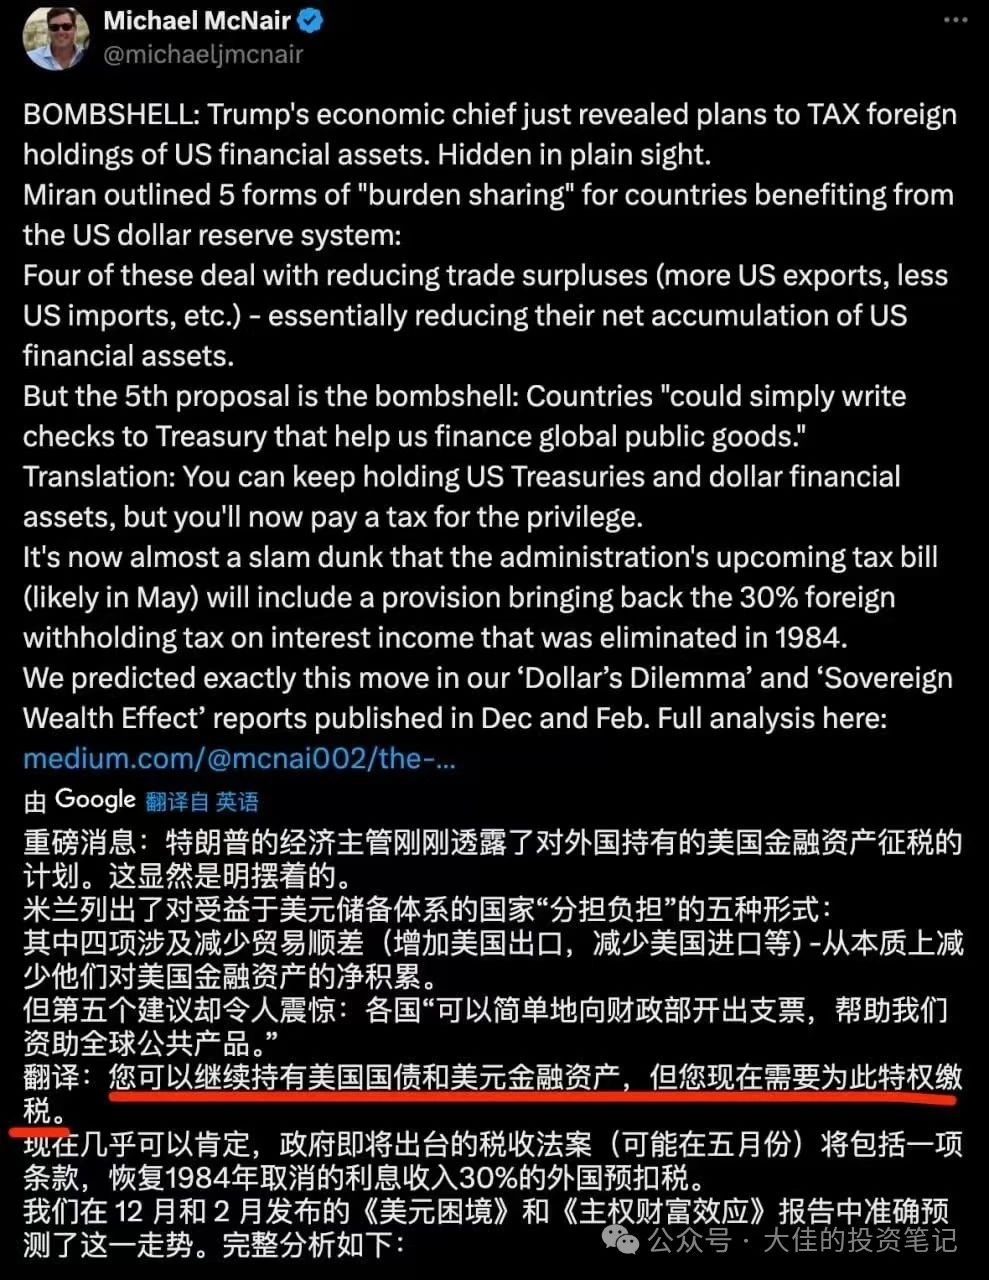 Michael McNair
@michaeljmcnair
BOMBSHELL: Trump's economic chief just revealed plans to TAX foreign
holdings of US financial assets. Hidden in plain sight.
Miran outlined 5 forms of "burden sharing" for countries benefiting from
the US dollar reserve system:
Four of these deal with reducing trade surpluses (more US exports, less
US imports, etc.) - essentially reducing their net accumulation of US
financial assets.
But the 5th proposal is the bombshell: Countries "could simply write
checks to Treasury that help us finance global public goods."
Translation: You can keep holding US Treasuries and dollar financial
assets, but you'll now pay a tax for the privilege.
It's now almost a slam dunk that the administration's upcoming tax bill
(likely in May) will include a provision bringing back the 30% foreign
withholding tax on interest income that was eliminated in 1984.
We predicted exactly this move in our ‘Dollar’s Dilemma’ and ‘Sovereign
Wealth Effect’ reports published in Dec and Feb. Full analysis here:
medium.com/@mcnai002/the-...
由 Google 翻译自 英语
重磅消息：特朗普的经济主管刚刚透露了对外国持有的美国金融资产征税的
计划。这显然是明摆着的。
米兰列出了对受益于美元储备体系的国家“分担负担”的五种形式：
其中四项涉及减少贸易顺差（增加美国出口，减少美国进口等）-从本质上减
少他们对美国金融资产的净积累。
但第五个建议却令人震惊：各国“可以简单地向财政部开出支票，帮助我们
资助全球公共产品。”
翻译：您可以继续持有美国国债和美元金融资产，但您现在需要为此特权缴
税。
现在几乎可以肯定，政府即将出台的税收法案（可能在五月份）将包括一项
条款，恢复1984年取消的利息收入30%的外国预扣税。
我们在 12 月和 2 月发布的《美元困境》和《主权财富效应》报告中准确预
测了这一走势。完整分析如下：
公众号 · 大佳的投资笔记